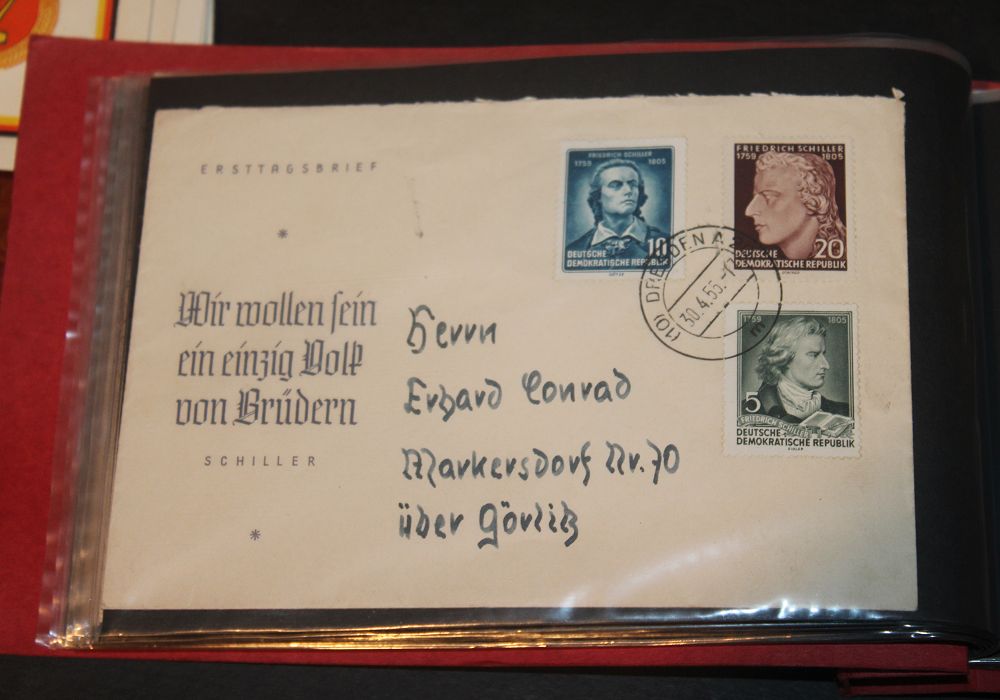 ERSTTAGSBRIEF
*
Wir wollen sein
ein einzig Volk
von Brüdern
SCHILLER
*
FRIEDRICH SCHILLER
1759 1805
10
DEUTSCHE
DEMOKRATISCHE REPUBLIK
FRIEDRICH SCHILLER
1759 1805
20
DEUTSCHE
DEMOKRATISCHE REPUBLIK
(10) DRESDEN A
30.4.55.-1
m
1759 1805
5
FRIEDRICH SCHILLER
DEUTSCHE
DEMOKRATISCHE REPUBLIK
Herrn
Erhard Conrad
Markersdorf Nr. 70
über Görlitz